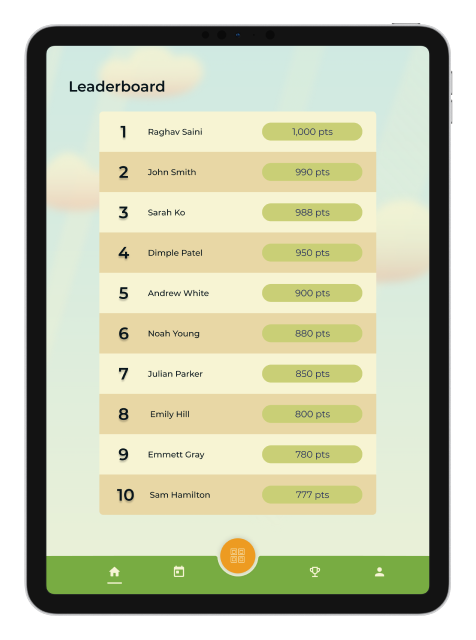 Leaderboard
1 Raghav Saini 1,000 pts
2 John Smith 990 pts
3 Sarah Ko 988 pts
4 Dimple Patel 950 pts
5 Andrew White 900 pts
6 Noah Young 880 pts
7 Julian Parker 850 pts
8 Emily Hill 800 pts
9 Emmett Gray 780 pts
10 Sam Hamilton 777 pts